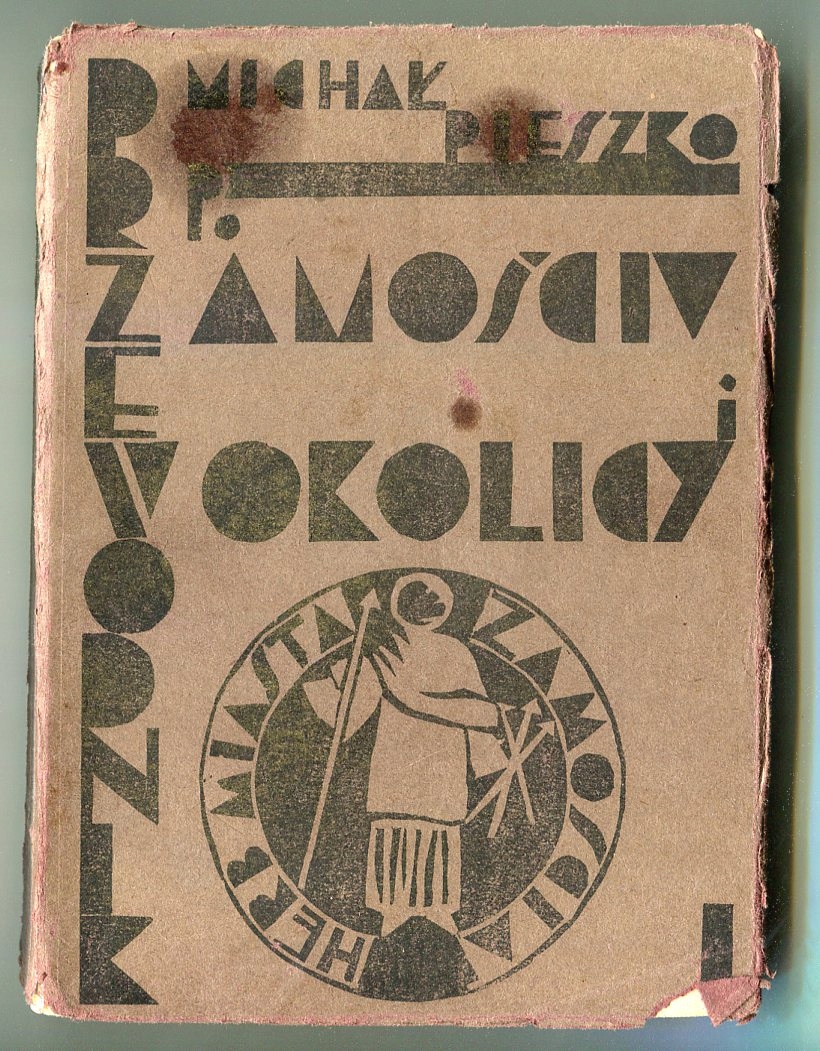 MICHAŁ
PIESZKO
PRZEWODNIK
PO
ZAMOŚCIU
i
OKOLICY
HERB MIASTA ZAMOŚCIA
I